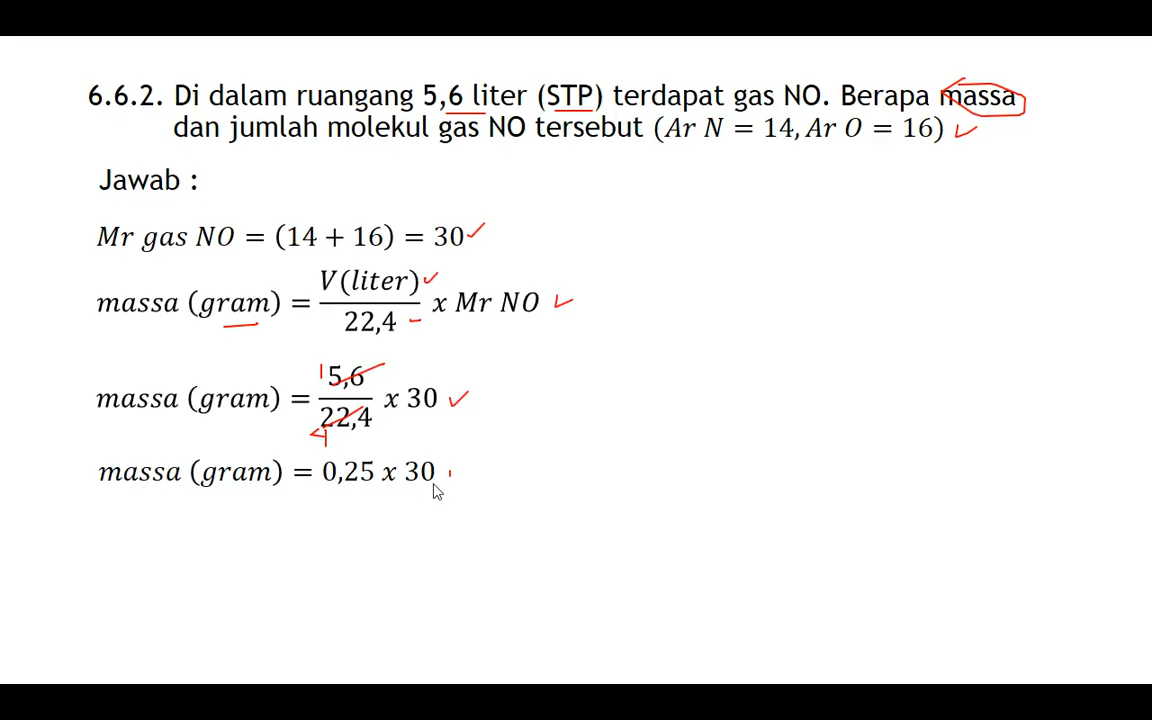 6.6.2. Di dalam ruangang 5,6 liter (STP) terdapat gas NO. Berapa massa
dan jumlah molekul gas NO tersebut (Ar N = 14, Ar O = 16)
Jawab :
Mr gas NO = (14 + 16) = 30
massa (gram) = V(liter)/22,4 x Mr NO
1
massa (gram) = 5,6/22,4 x 30
4
massa (gram) = 0,25 x 30